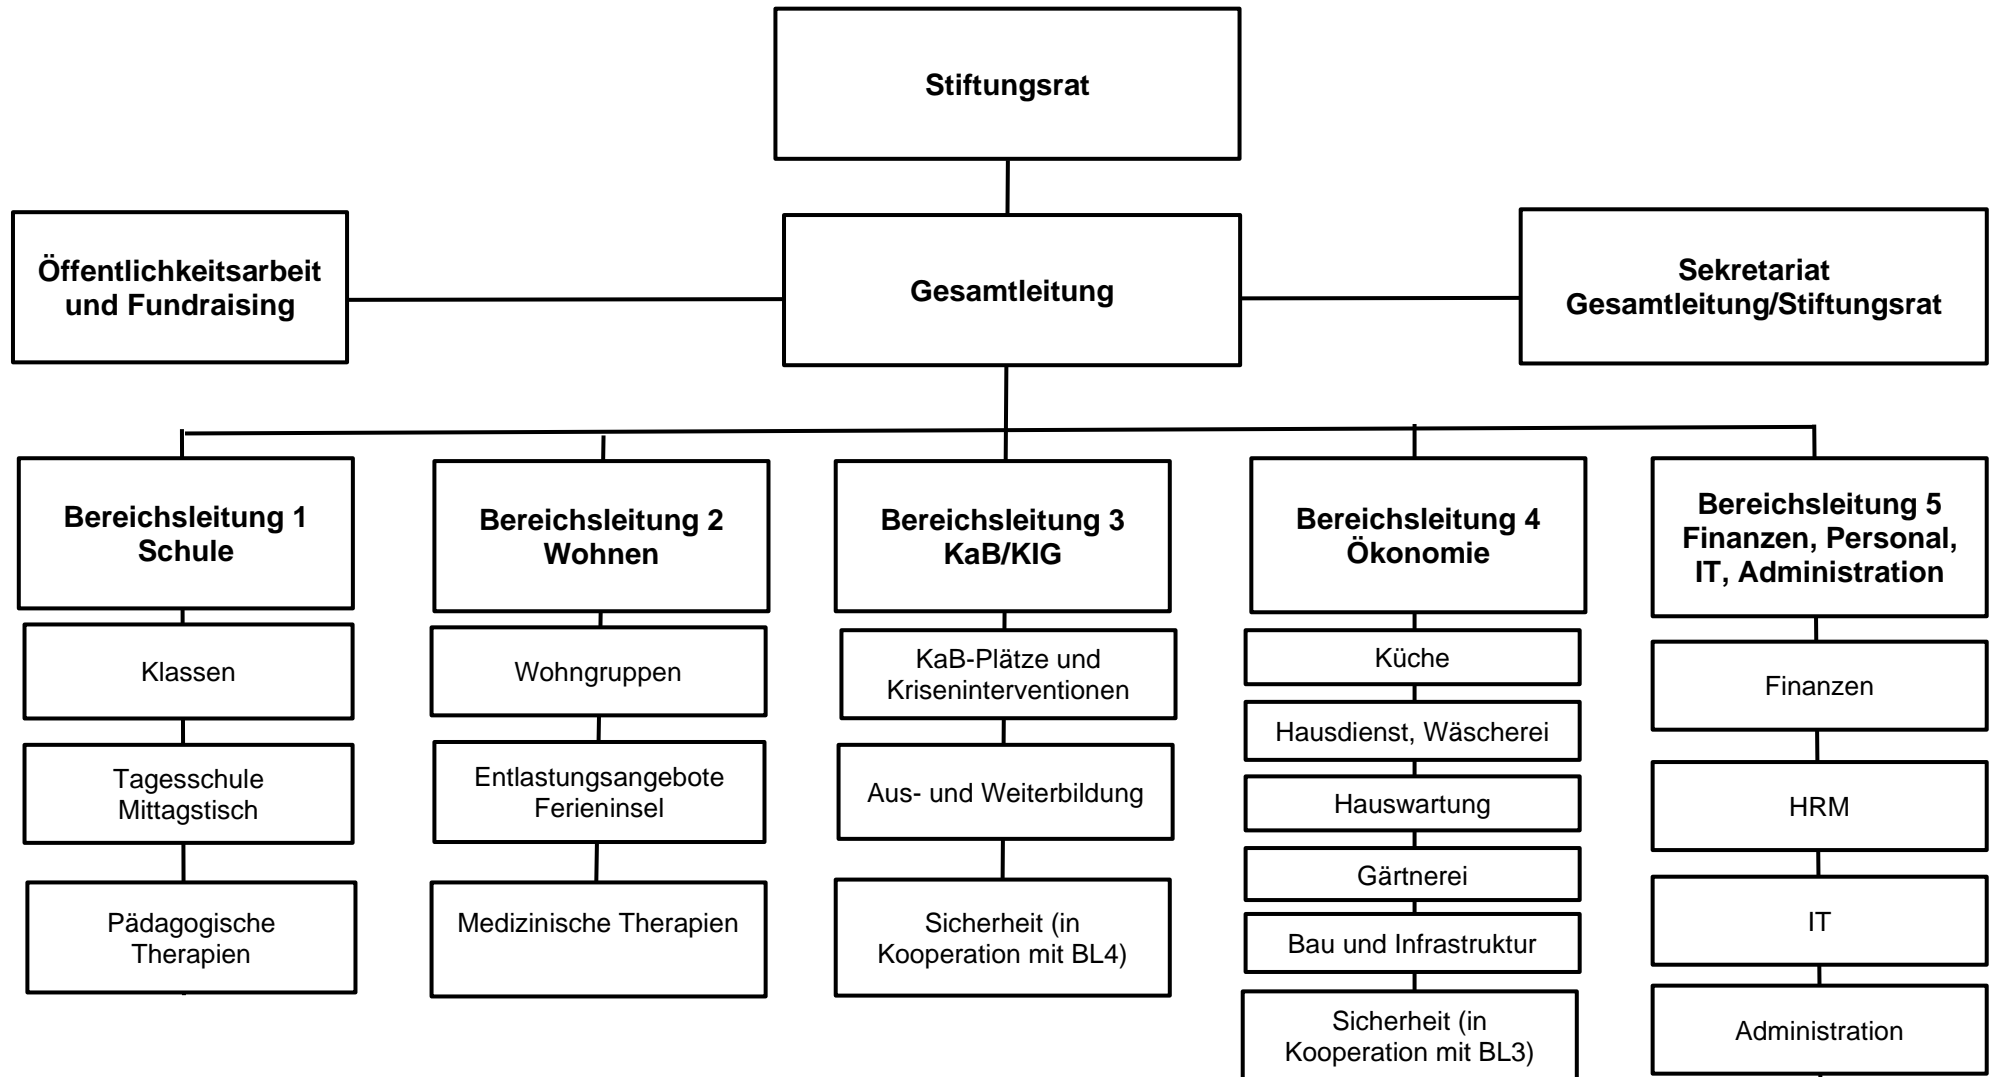 Stiftungsrat
Öffentlichkeitsarbeit
und Fundraising
Gesamtleitung
Sekretariat
Gesamtleitung/Stiftungsrat
Bereichsleitung 1
Schule
Bereichsleitung 2
Wohnen
Bereichsleitung 3
KaB/KIG
Bereichsleitung 4
Ökonomie
Bereichsleitung 5
Finanzen, Personal,
IT, Administration
Klassen
Tagesschule
Mittagstisch
Pädagogische
Therapien
Wohngruppen
Entlastungsangebote
Ferieninsel
Medizinische Therapien
KaB-Plätze und
Kriseninterventionen
Aus- und Weiterbildung
Sicherheit (in
Kooperation mit BL4)
Küche
Hausdienst, Wäscherei
Hauswartung
Gärtnerei
Bau und Infrastruktur
Sicherheit (in
Kooperation mit BL3)
Finanzen
HRM
IT
Administration